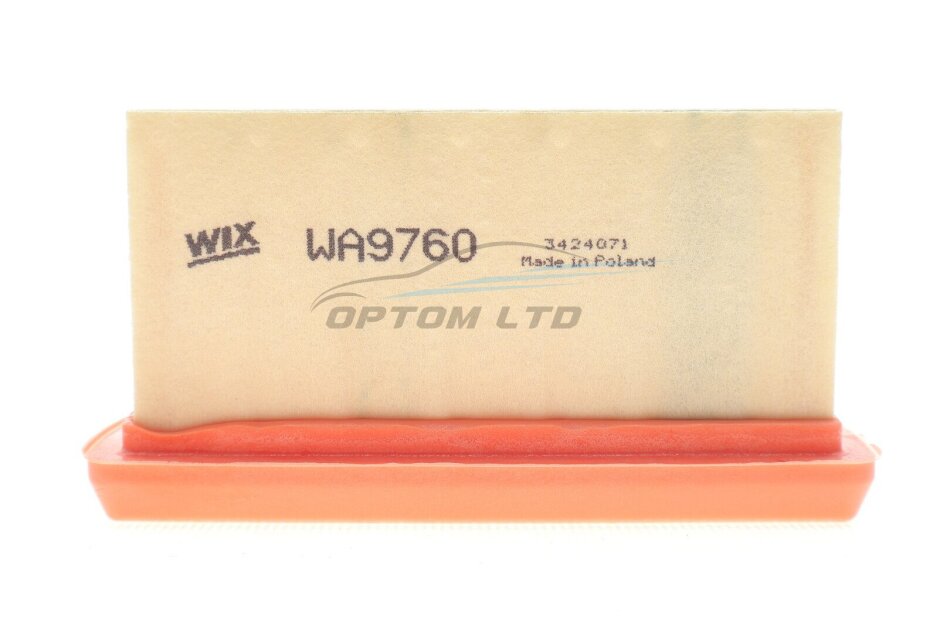 WIX WA9760 3424071
Made in Poland
OPTOM LTD